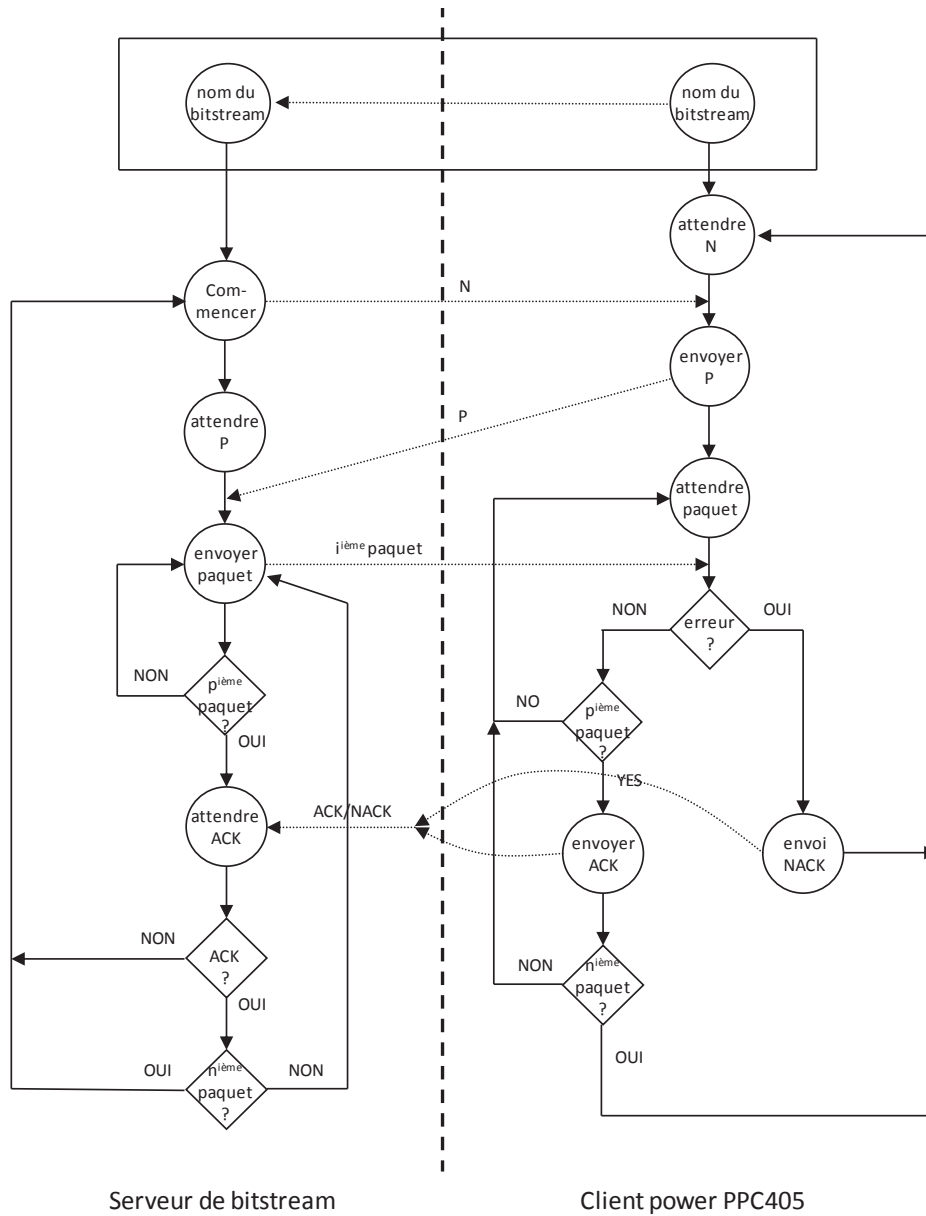 nom du
bitstream
nom du
bitstream
attendre
N
Com-
mencer
N
envoyer
P
P
attendre
P
attendre
paquet
envoyer
paquet
iième paquet
NON
erreur
?
OUI
NON
pième
paquet
?
OUI
NO
pième
paquet
?
YES
attendre
ACK
ACK/NACK
envoyer
ACK
envoi
NACK
NON
ACK
?
OUI
NON
nième
paquet
?
OUI
OUI
nième
paquet
?
NON
Serveur de bitstream
Client power PPC405